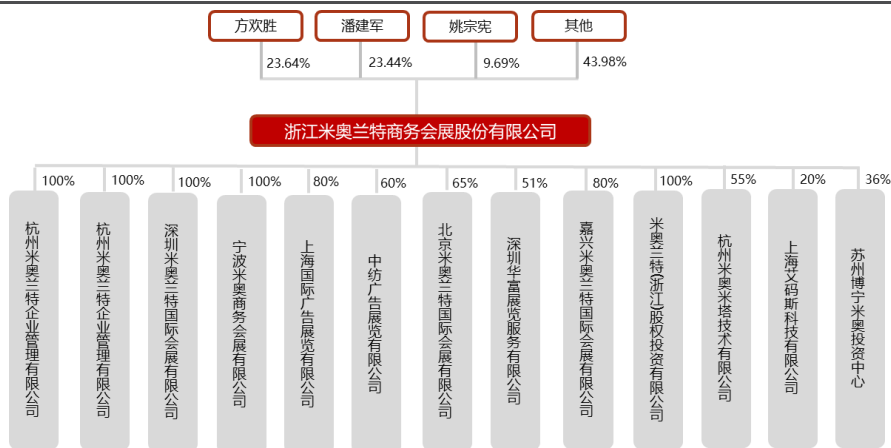 方欢胜
潘建军
姚宗宪
其他
23.64%
23.44%
9.69%
43.98%
浙江米奥兰特商务会展股份有限公司
100%
100%
100%
100%
80%
60%
65%
51%
80%
100%
55%
20%
36%
杭州米奥兰特企业管理有限公司
杭州米奥兰特企业管理有限公司
深圳米奥兰特国际会展有限公司
宁波米奥商务会展有限公司
上海国际广告展览有限公司
中纺广告展览有限公司
北京米奥兰特国际会展有限公司
深圳华富展览服务有限公司
嘉兴米奥兰特国际会展有限公司
米奥兰特(浙江)股权投资有限公司
杭州米奥米塔技术有限公司
上海艾码斯科技有限公司
苏州博宁米奥投资中心